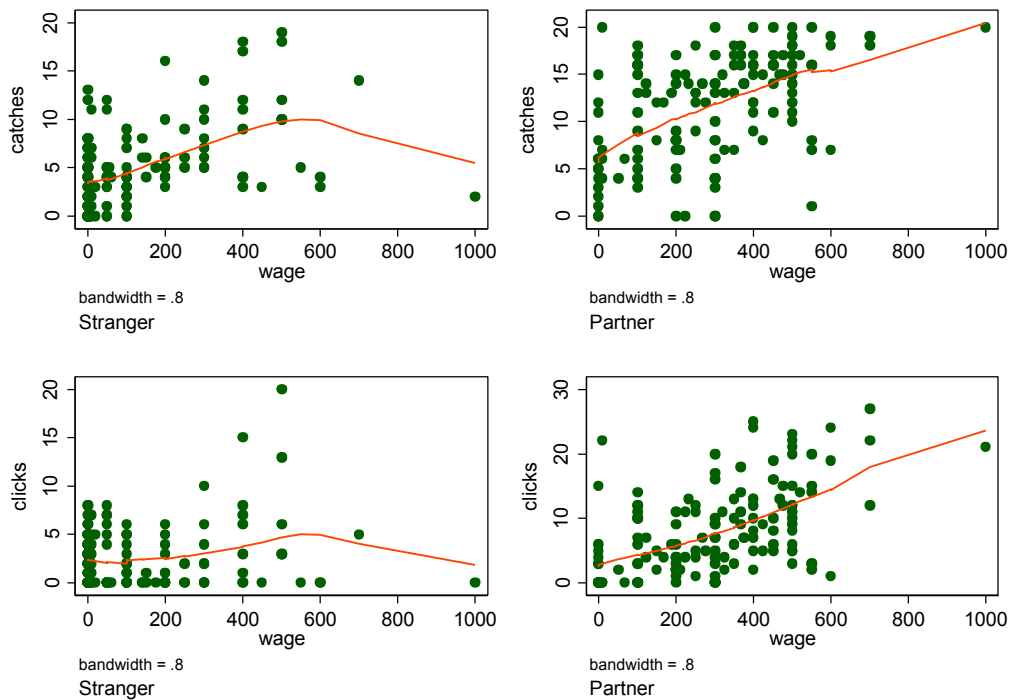 catches
0 5 10 15 20
0 200 400 600 800 1000
wage
bandwidth = .8
Stranger
catches
0 5 10 15 20
0 200 400 600 800 1000
wage
bandwidth = .8
Partner
clicks
0 5 10 15 20
0 200 400 600 800 1000
wage
bandwidth = .8
Stranger
clicks
0 10 20 30
0 200 400 600 800 1000
wage
bandwidth = .8
Partner